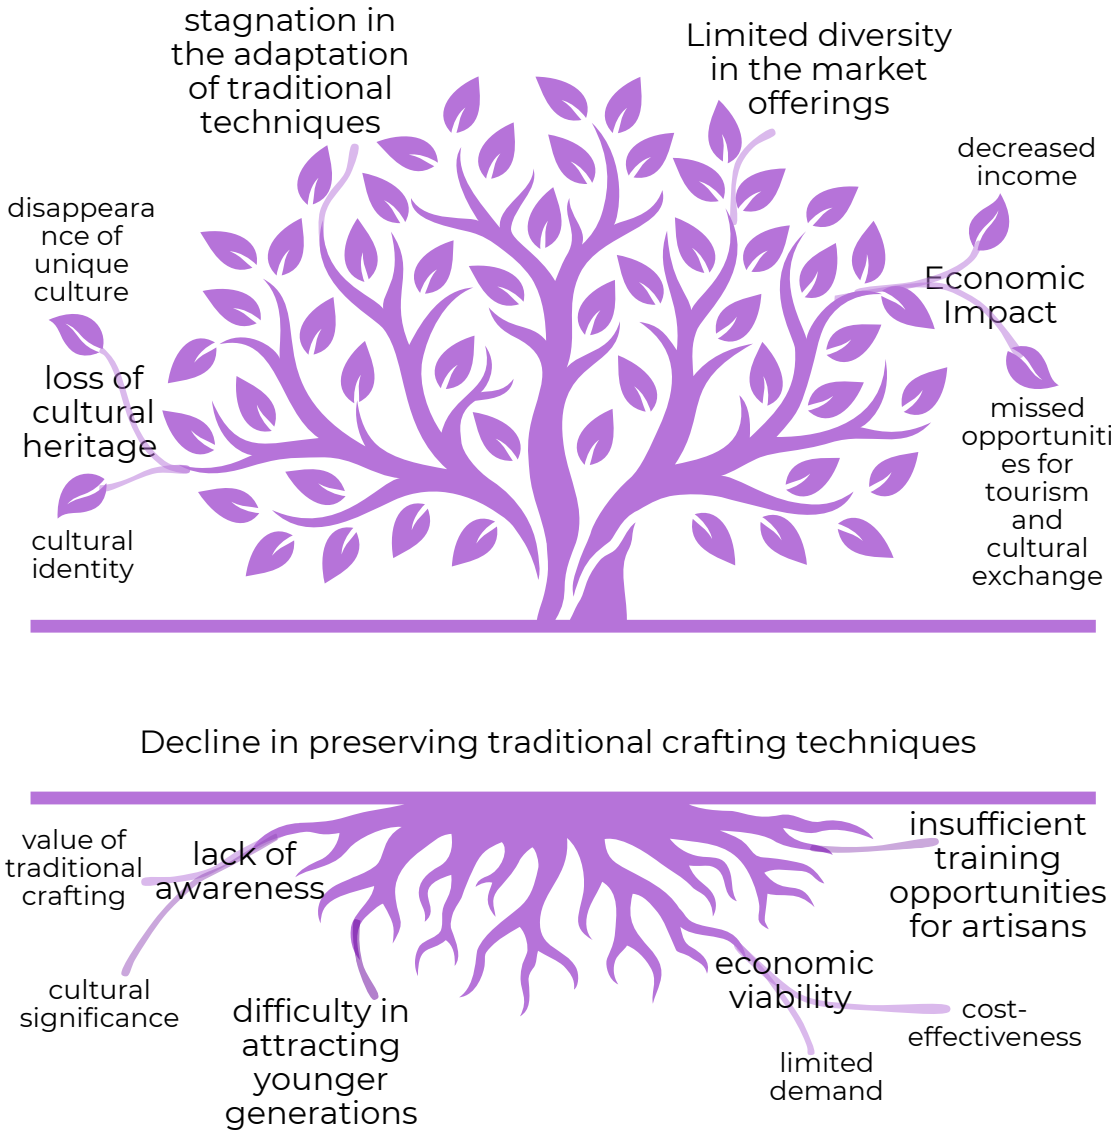 stagnation in
the adaptation
of traditional
techniques
Limited diversity
in the market
offerings
decreased
income
disappeara
nce of
unique
culture
Economic
Impact
loss of
cultural
heritage
missed
opportuniti
es for
tourism
and
cultural
exchange
cultural
identity
Decline in preserving traditional crafting techniques
value of
traditional
crafting
lack of
awareness
insufficient
training
opportunities
for artisans
cultural
significance
difficulty in
attracting
younger
generations
economic
viability
cost-
effectiveness
limited
demand